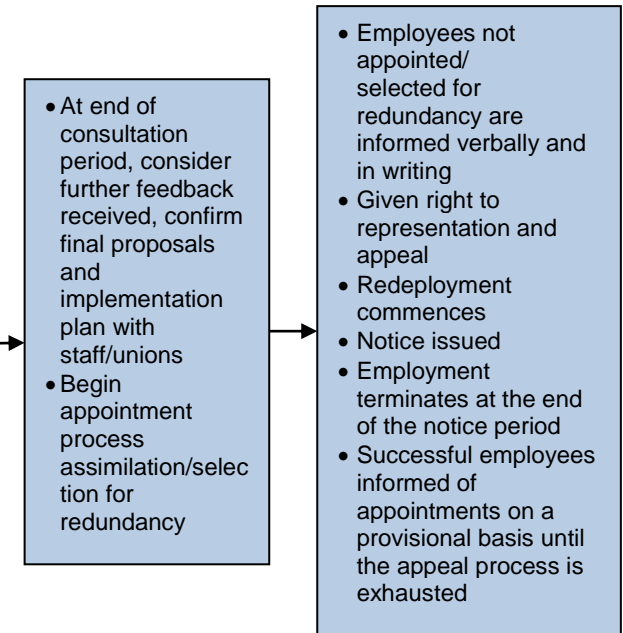 • At end of
consultation
period, consider
further feedback
received, confirm
final proposals
and
implementation
plan with
staff/unions
• Begin
appointment
process
assimilation/selec
tion for
redundancy
• Employees not
appointed/
selected for
redundancy are
informed verbally and
in writing
• Given right to
representation and
appeal
• Redeployment
commences
• Notice issued
• Employment
terminates at the end
of the notice period
• Successful employees
informed of
appointments on a
provisional basis until
the appeal process is
exhausted